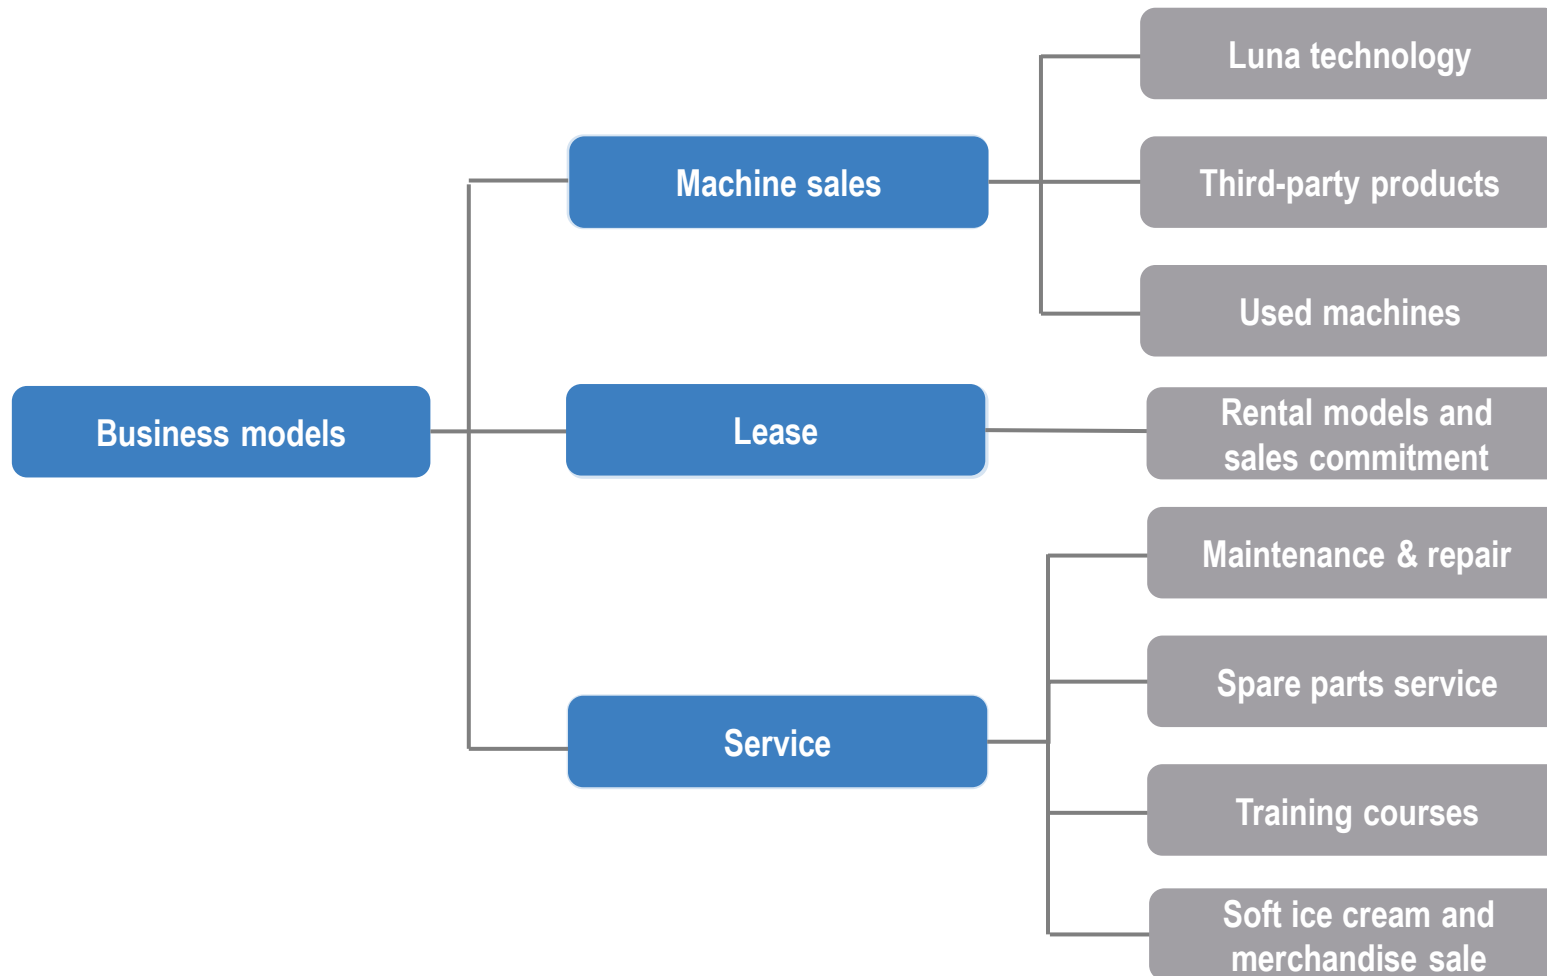 Luna technology
Machine sales
Third-party products
Used machines
Business models
Lease
Rental models and
sales commitment
Maintenance & repair
Spare parts service
Service
Training courses
Soft ice cream and
merchandise sale